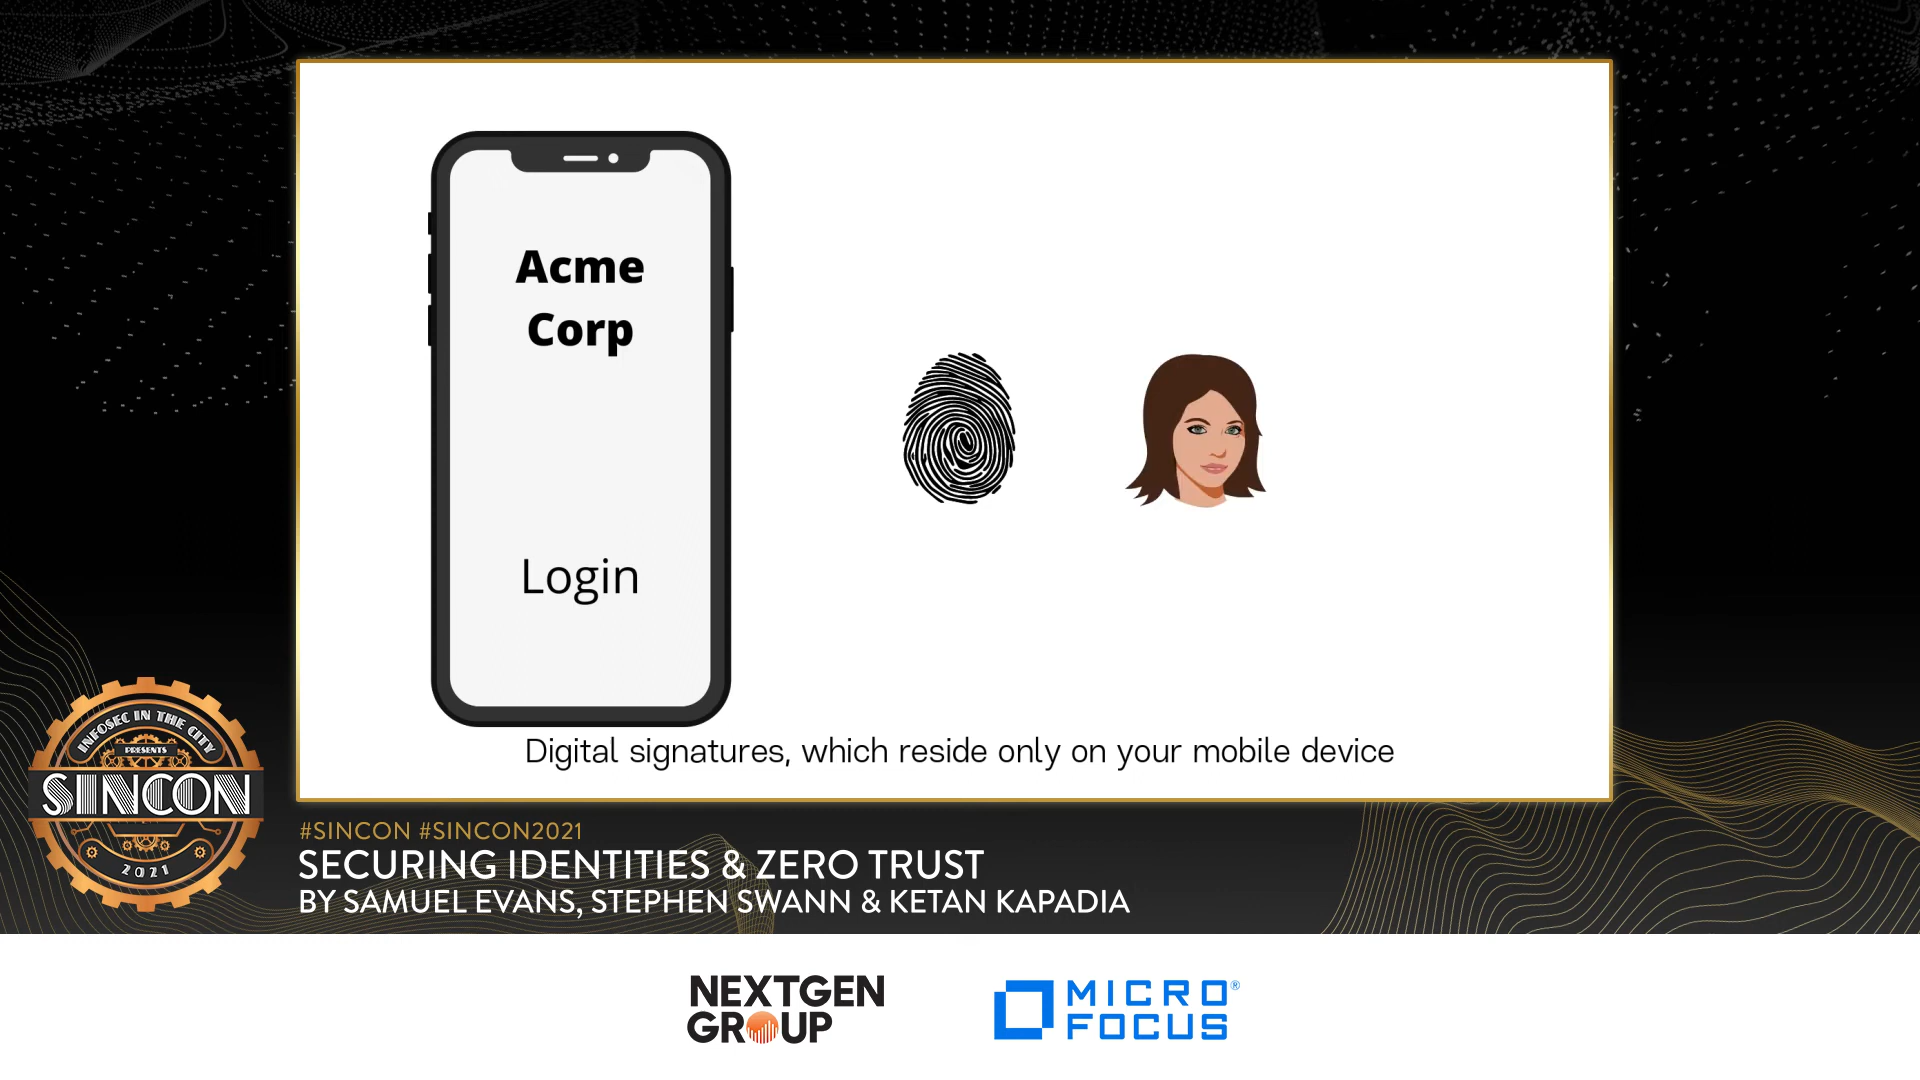 Acme
Corp
Login
Digital signatures, which reside only on your mobile device
INFOSEC IN THE CITY
PRESENTS
SINCON
2021
#SINCON #SINCON2021
SECURING IDENTITIES & ZERO TRUST
BY SAMUEL EVANS, STEPHEN SWANN & KETAN KAPADIA
NEXTGEN
GROUP
MICRO
FOCUS®